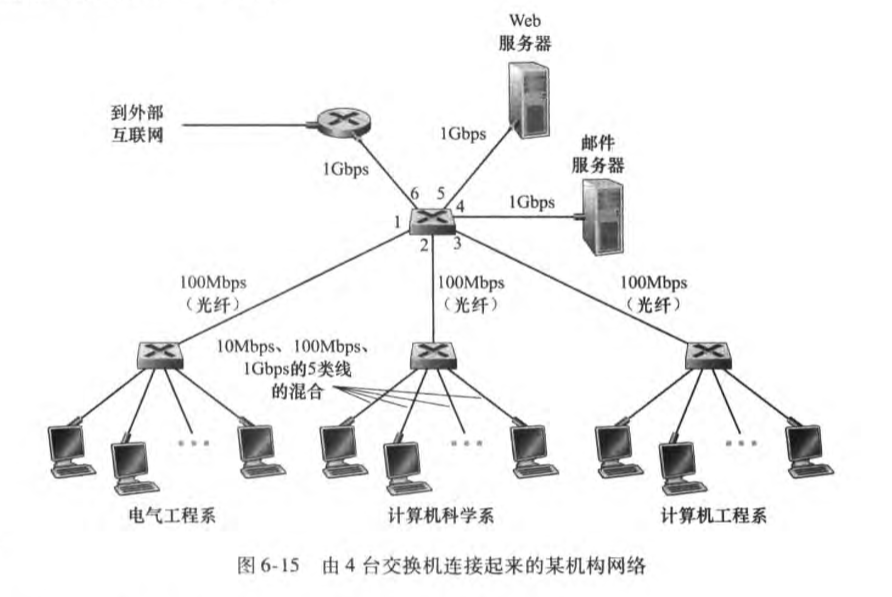 Web
服务器
到外部
互联网
1Gbps
1Gbps
邮件
服务器
1Gbps
6
5
4
1
2
3
100Mbps
（光纤）
100Mbps
（光纤）
100Mbps
（光纤）
10Mbps、100Mbps、
1Gbps的5类线
的混合
电气工程系
计算机科学系
计算机工程系
图 6-15 由 4 台交换机连接起来的某机构网络